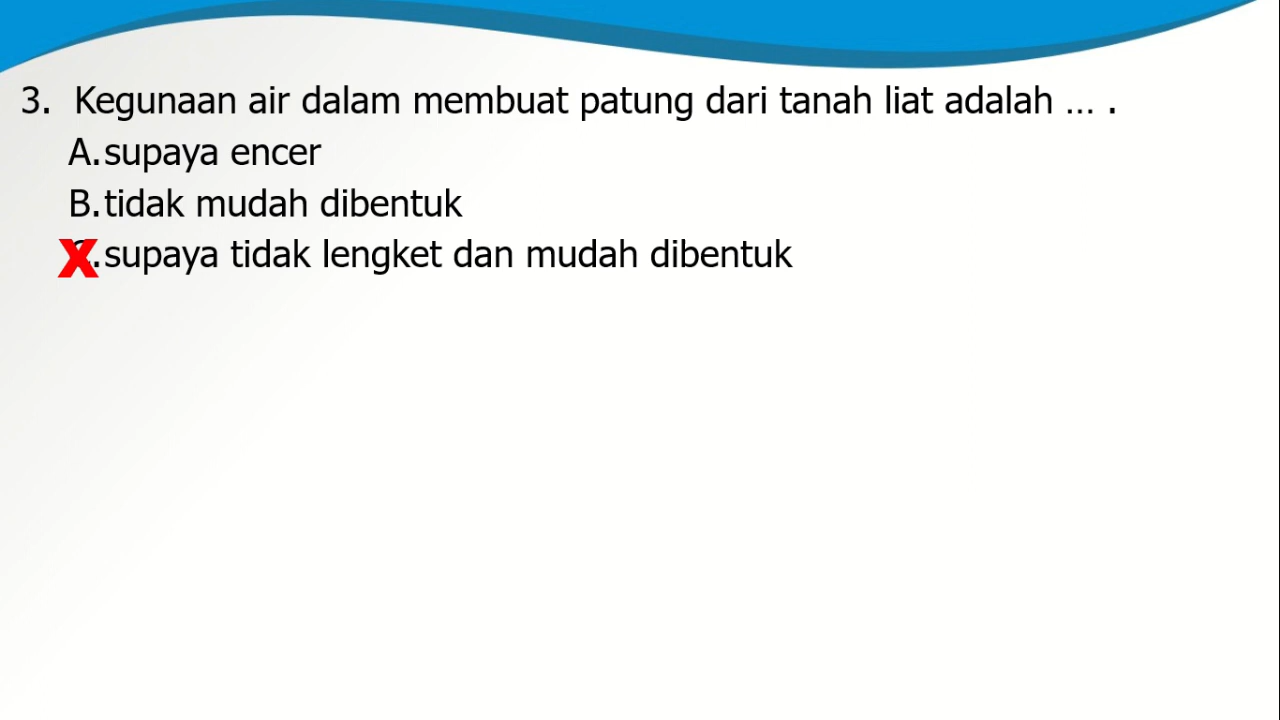 3. Kegunaan air dalam membuat patung dari tanah liat adalah ... .
A. supaya encer
B. tidak mudah dibentuk
X. supaya tidak lengket dan mudah dibentuk